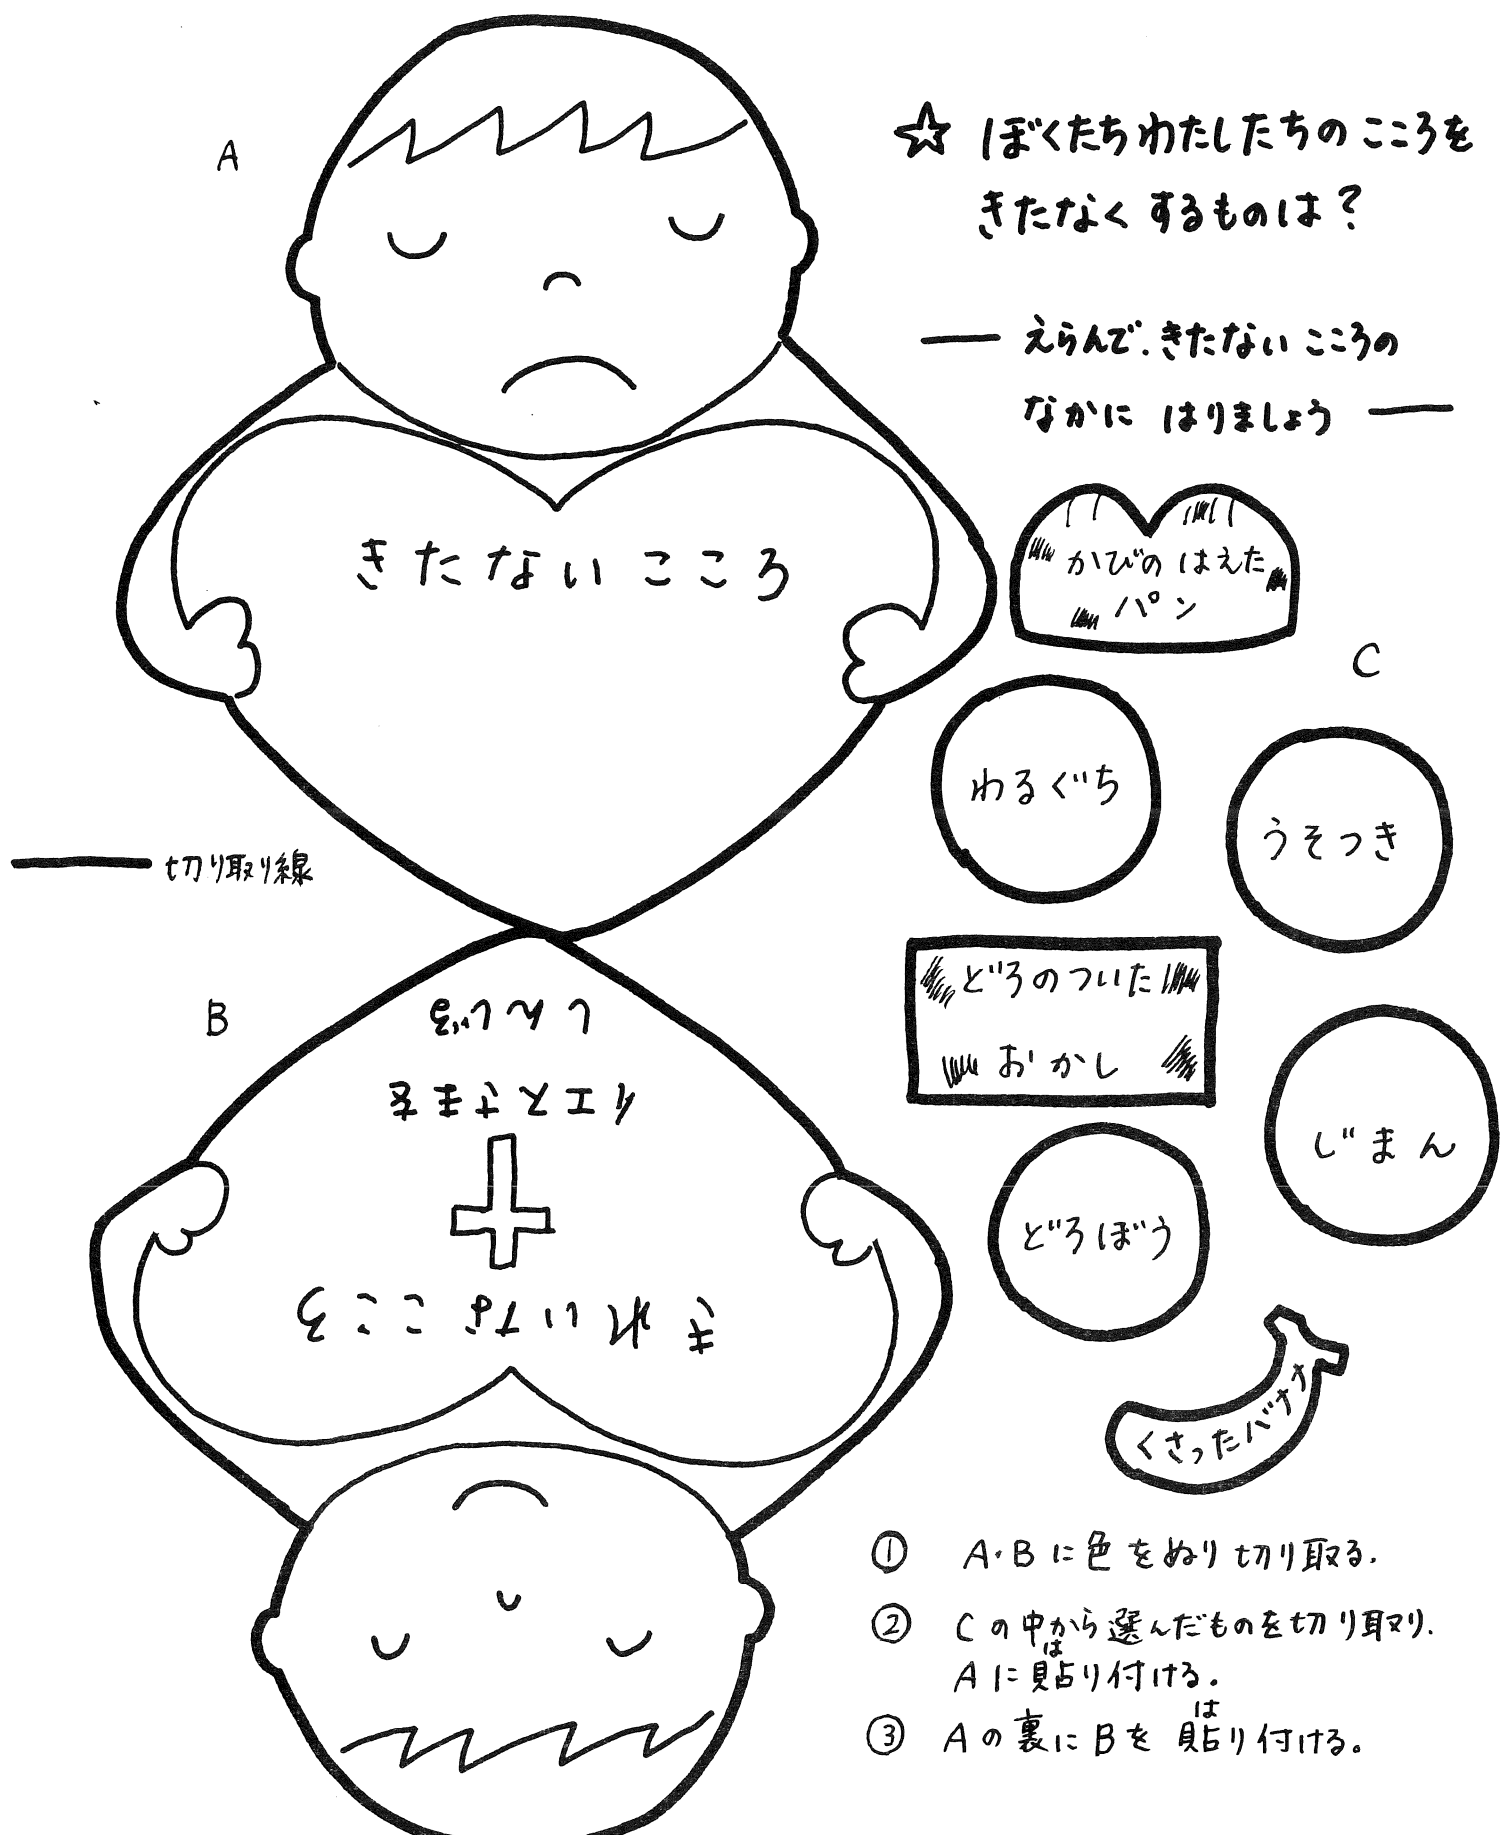 A
☆ ぼくたちわたしたちのこころを
きたなくするものは?
― えらんで、きたないこころの
なかに はりましょう ―
きたないこころ
かびの はえた
パン
C
わるぐち
うそつき
切り取り線
どろのついた
おかし
B
しんじる
イエスさまを
きれいなこころ
じまん
どろぼう
くさったバナナ
① A・Bに色をぬり切り取る.
② Cの中から選んだものを切り取り.
は
Aに貼り付ける。
は
③ Aの裏にBを貼り付ける。